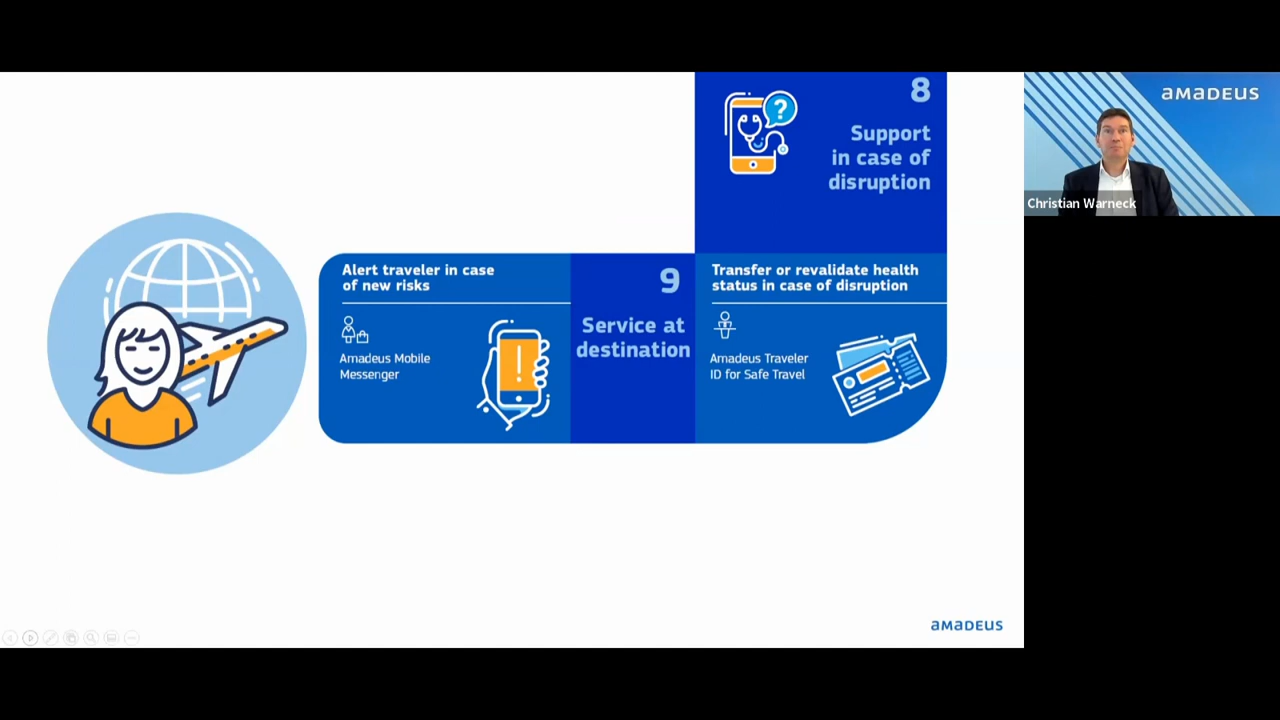 8
Support
in case of
disruption
Alert traveler in case
of new risks
Amadeus Mobile
Messenger
9
Service at
destination
Transfer or revalidate health
status in case of disruption
Amadeus Traveler
ID for Safe Travel
?
!
amadeus
amadeus
Christian Warneck